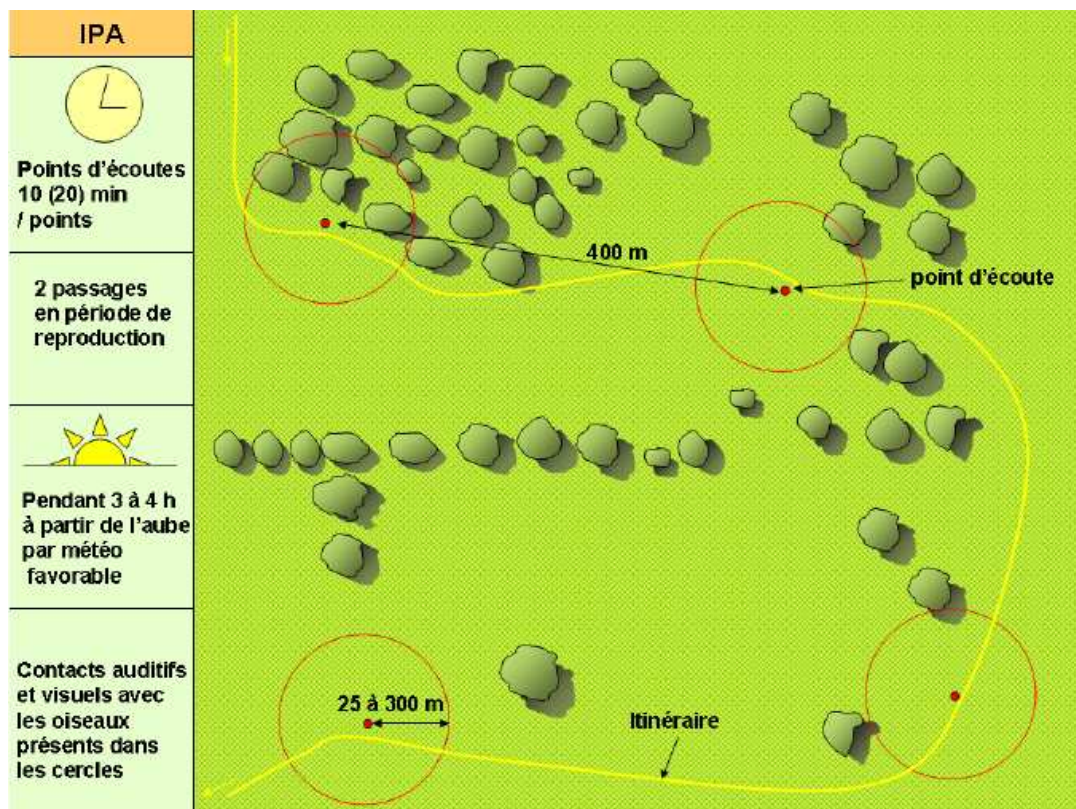 IPA
Points d'écoutes
10 (20) min
/ points
2 passages
en période de
reproduction
Pendant 3 à 4 h
à partir de l'aube
par météo
favorable
Contacts auditifs
et visuels avec
les oiseaux
présents dans
les cercles
400 m
point d'écoute
25 à 300 m
Itinéraire